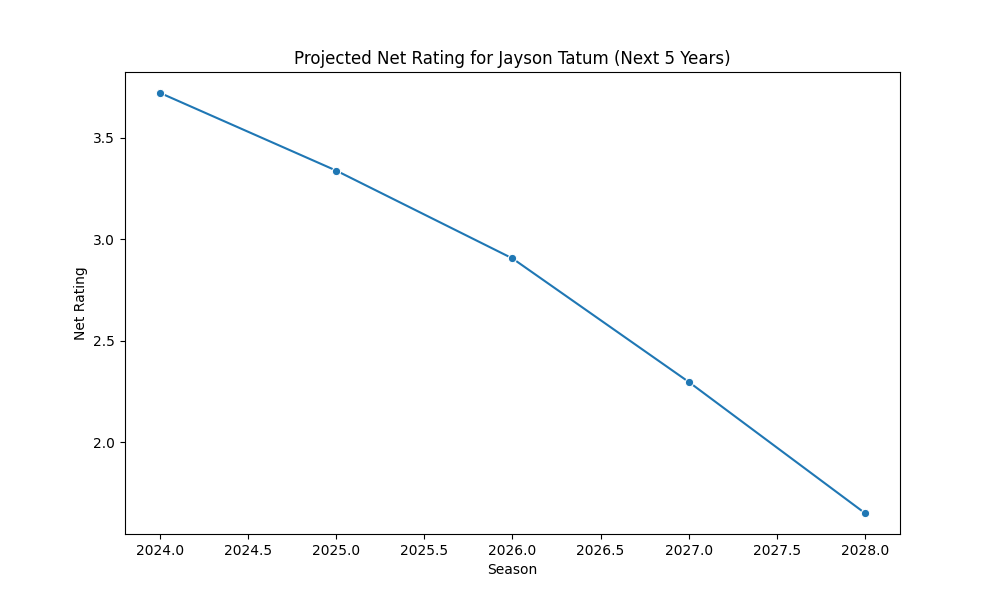 Projected Net Rating for Jayson Tatum (Next 5 Years)
3.5
3.0
2.5
2.0
Net Rating
2024.0 2024.5 2025.0 2025.5 2026.0 2026.5 2027.0 2027.5 2028.0
Season